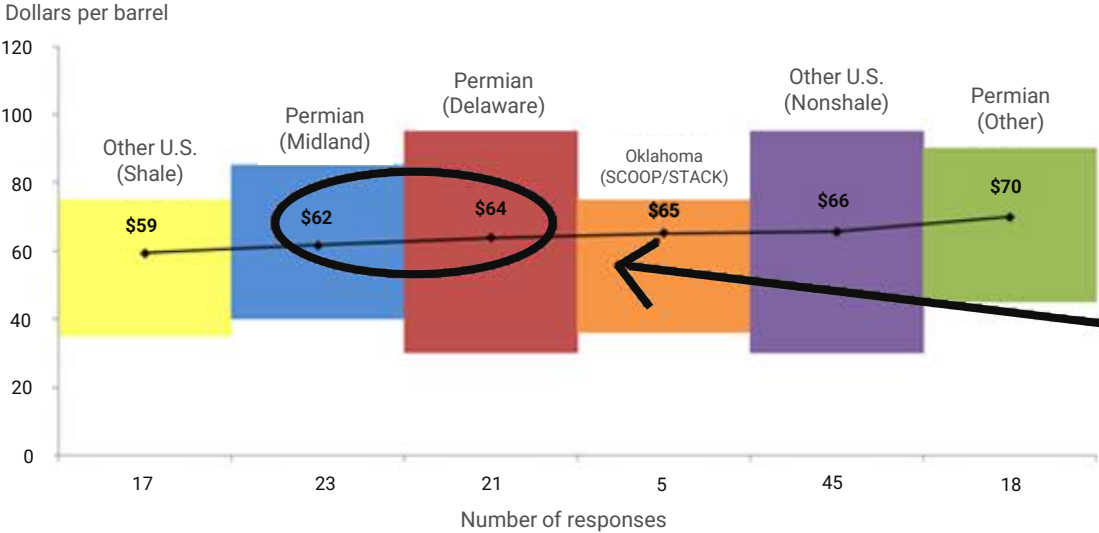 Dollars per barrel
120
100
80
60
40
20
0
Other U.S.
(Shale)
$59
Permian
(Midland)
$62
Permian
(Delaware)
$64
Oklahoma
(SCOOP/STACK)
$65
Other U.S.
(Nonshale)
$66
Permian
(Other)
$70
17 23 21 5 45 18
Number of responses